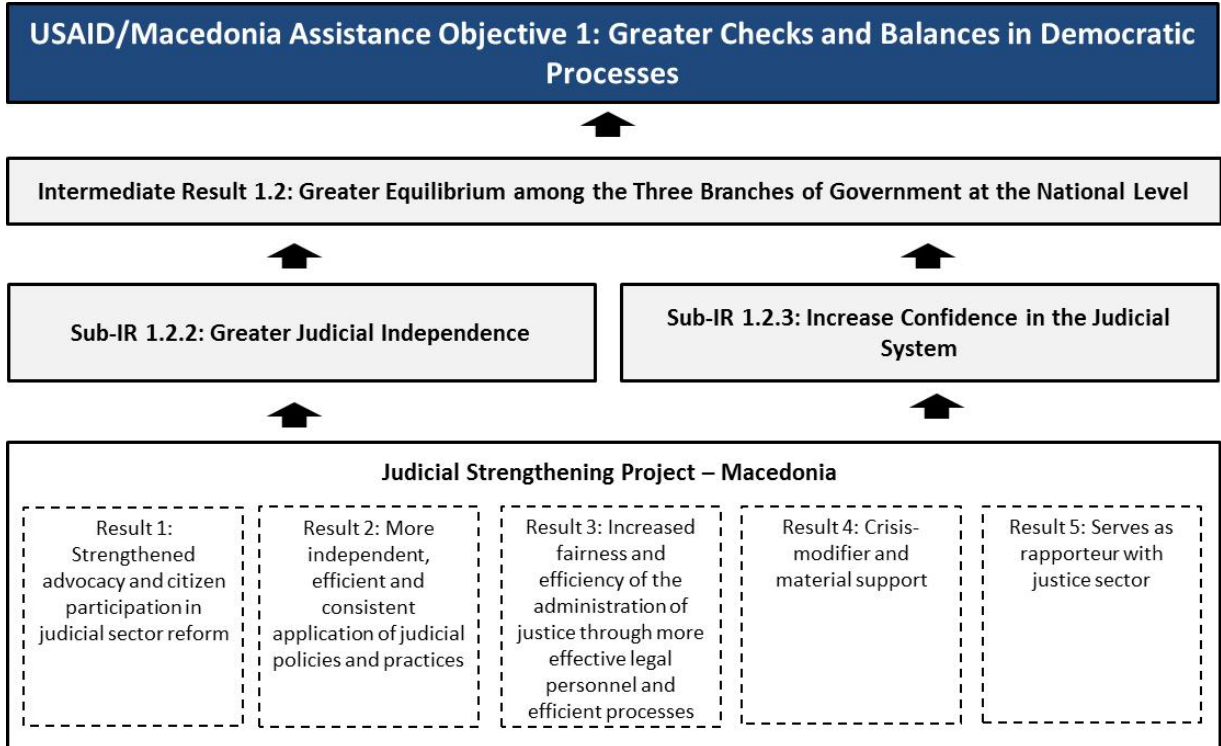 USAID/Macedonia Assistance Objective 1: Greater Checks and Balances in Democratic
Processes
Intermediate Result 1.2: Greater Equilibrium among the Three Branches of Government at the National Level
Sub-IR 1.2.2: Greater Judicial Independence
Sub-IR 1.2.3: Increase Confidence in the Judicial
System
Judicial Strengthening Project – Macedonia
Result 1:
Strengthened
advocacy and citizen
participation in
judicial sector reform
Result 2: More
independent,
efficient and
consistent
application of judicial
policies and practices
Result 3: Increased
fairness and
efficiency of the
administration of
justice through more
effective legal
personnel and
efficient processes
Result 4: Crisis-
modifier and
material support
Result 5: Serves as
rapporteur with
justice sector